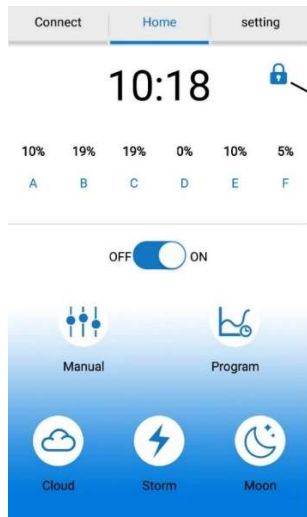 Connect Home setting
10:18
10% 19% 19% 0% 10% 5%
A B C D E F
OFF ON
Manual Program
Cloud Storm Moon